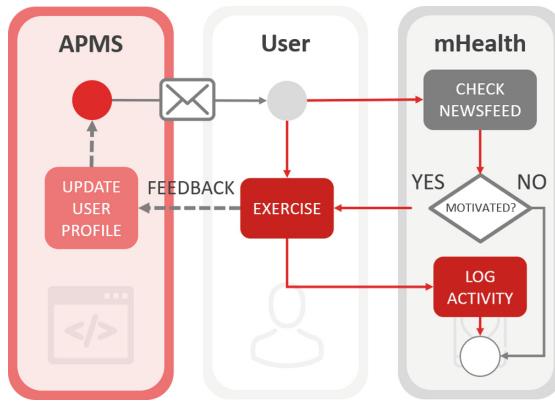 APMS
User
mHealth
CHECK
NEWSFEED
UPDATE
USER
PROFILE
FEEDBACK
EXERCISE
YES
NO
MOTIVATED?
LOG
ACTIVITY
</>